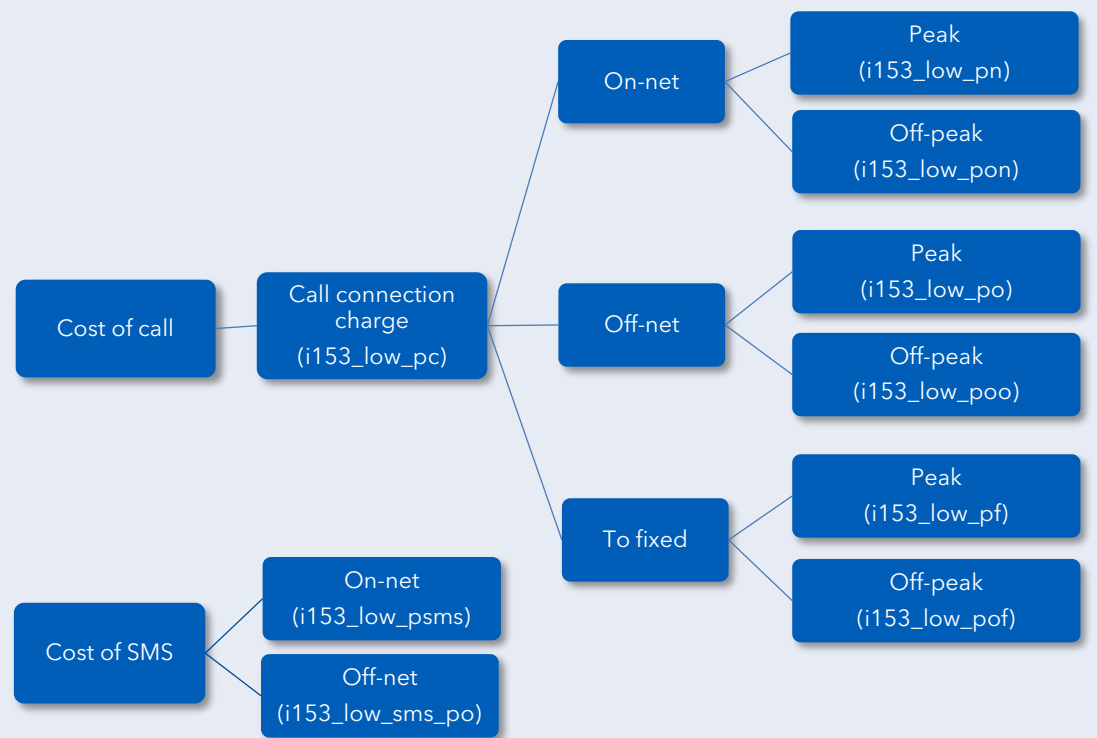 Cost of call
Call connection
charge
(i153_low_pc)
On-net
Peak
(i153_low_pn)
Off-peak
(i153_low_pon)
Off-net
Peak
(i153_low_po)
Off-peak
(i153_low_poo)
To fixed
Peak
(i153_low_pf)
Off-peak
(i153_low_pof)
Cost of SMS
On-net
(i153_low_psms)
Off-net
(i153_low_sms_po)